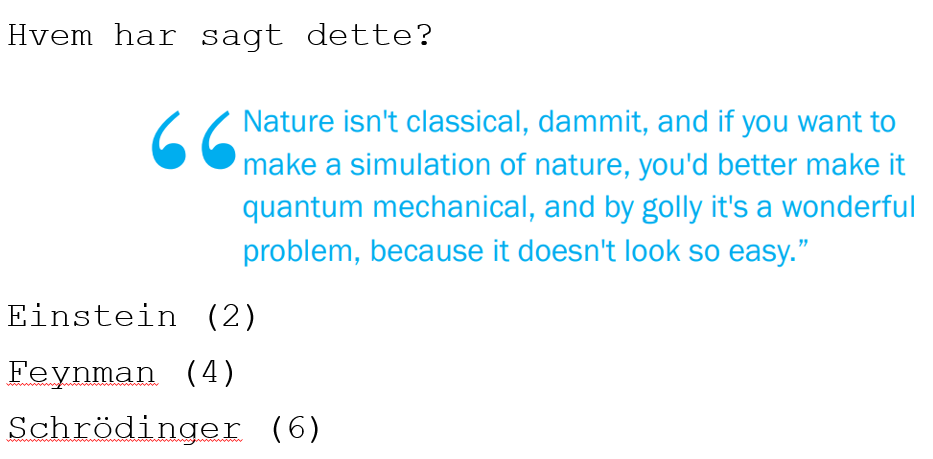 Hvem har sagt dette?
“Nature isn't classical, dammit, and if you want to
make a simulation of nature, you'd better make it
quantum mechanical, and by golly it's a wonderful
problem, because it doesn't look so easy.”
Einstein (2)
Feynman (4)
Schrödinger (6)